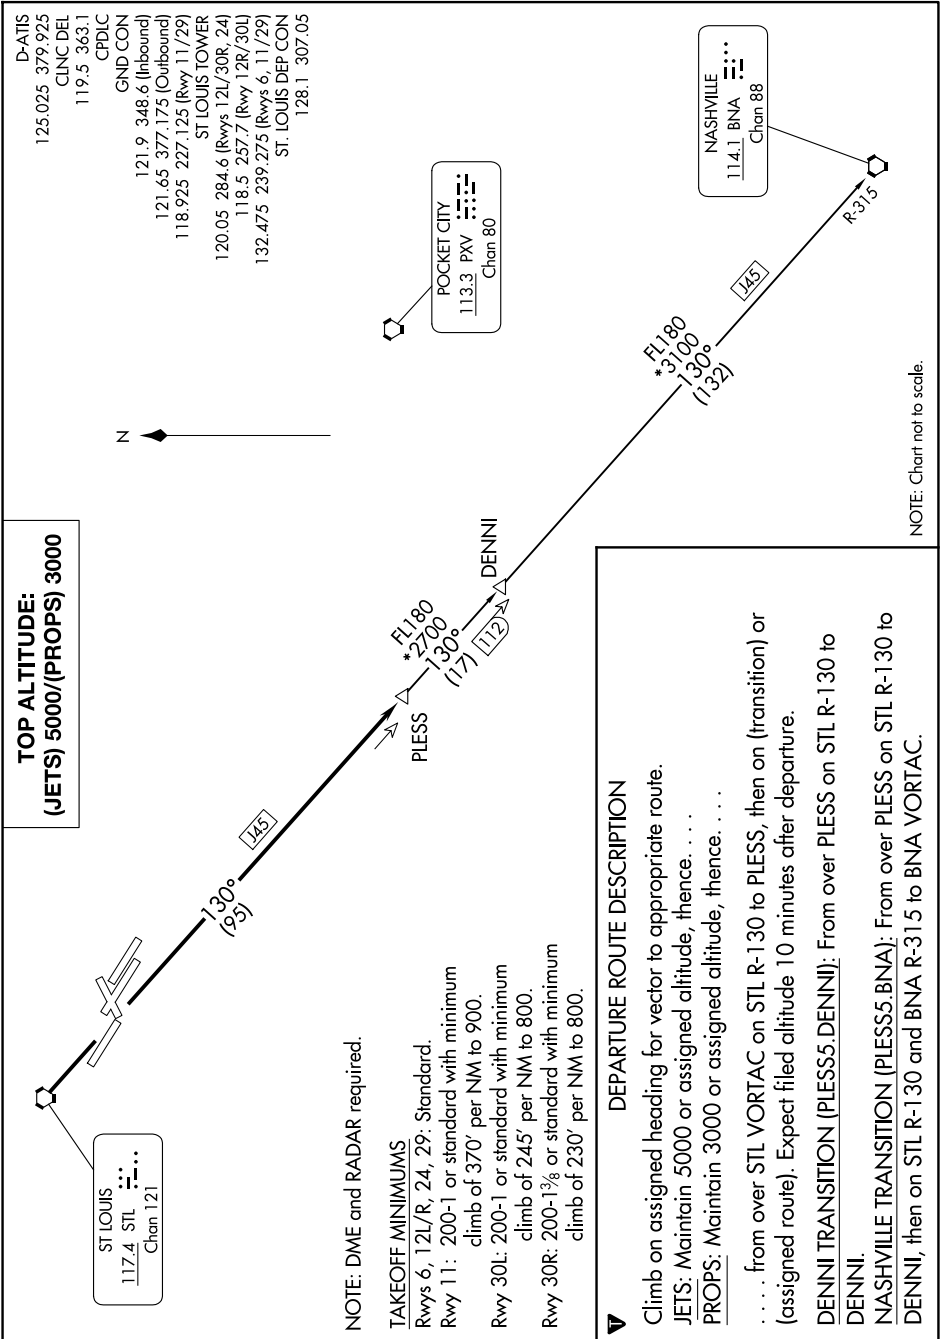 TOP ALTITUDE:
(JETS) 5000/(PROPS) 3000
D-ATIS
125.025 379.925
CLNC DEL
119.5 363.1
CPDLC
GND CON
121.9 348.6 (Inbound)
121.65 377.175 (Outbound)
118.925 227.125 (Rwy 11/29)
ST LOUIS TOWER
120.05 284.6 (Rwys 12L/30R, 24)
118.5 257.7 (Rwy 12R/30L)
132.475 239.275 (Rwys 6, 11/29)
ST. LOUIS DEP CON
128.1 307.05
N
ST LOUIS
117.4 STL
Chan 121
130°
(95)
J45
PLESS
FL180
*2700
130°
(17)
112
DENNI
POCKET CITY
113.3 PXV
Chan 80
FL180
*3100
130°
(132)
J45
NASHVILLE
114.1 BNA
Chan 88
R-315
NOTE: DME and RADAR required.
TAKEOFF MINIMUMS
Rwys 6, 12L/R, 24, 29: Standard.
Rwy 11: 200-1 or standard with minimum
climb of 370' per NM to 900.
Rwy 30L: 200-1 or standard with minimum
climb of 245' per NM to 800.
Rwy 30R: 200-1⅜ or standard with minimum
climb of 230' per NM to 800.
NOTE: Chart not to scale.
T
DEPARTURE ROUTE DESCRIPTION
Climb on assigned heading for vector to appropriate route.
JETS: Maintain 5000 or assigned altitude, thence. . . .
PROPS: Maintain 3000 or assigned altitude, thence. . . .
. . . . from over STL VORTAC on STL R-130 to PLESS, then on (transition) or
(assigned route). Expect filed altitude 10 minutes after departure.
DENNI TRANSITION (PLESS5.DENNI): From over PLESS on STL R-130 to
DENNI.
NASHVILLE TRANSITION (PLESS5.BNA): From over PLESS on STL R-130 to
DENNI, then on STL R-130 and BNA R-315 to BNA VORTAC.